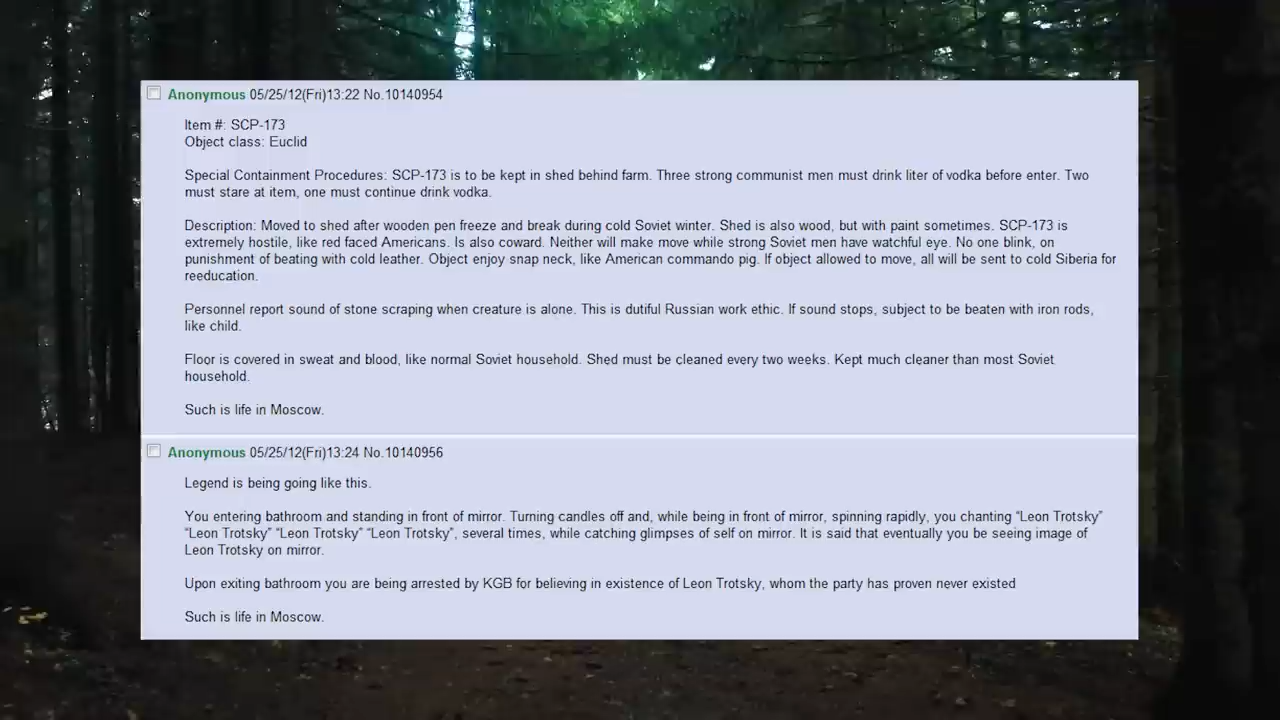 Anonymous 05/25/12(Fri)13:22 No.10140954
Item #: SCP-173
Object class: Euclid
Special Containment Procedures: SCP-173 is to be kept in shed behind farm. Three strong communist men must drink liter of vodka before enter. Two
must stare at item, one must continue drink vodka.
Description: Moved to shed after wooden pen freeze and break during cold Soviet winter. Shed is also wood, but with paint sometimes. SCP-173 is
extremely hostile, like red faced Americans. Is also coward. Neither will make move while strong Soviet men have watchful eye. No one blink, on
punishment of beating with cold leather. Object enjoy snap neck, like American commando pig. If object allowed to move, all will be sent to cold Siberia for
reeducation.
Personnel report sound of stone scraping when creature is alone. This is dutiful Russian work ethic. If sound stops, subject to be beaten with iron rods,
like child.
Floor is covered in sweat and blood, like normal Soviet household. Shed must be cleaned every two weeks. Kept much cleaner than most Soviet
household.
Such is life in Moscow.
Anonymous 05/25/12(Fri)13:24 No.10140956
Legend is being going like this.
You entering bathroom and standing in front of mirror. Turning candles off and, while being in front of mirror, spinning rapidly, you chanting “Leon Trotsky”
“Leon Trotsky” “Leon Trotsky” “Leon Trotsky”, several times, while catching glimpses of self on mirror. It is said that eventually you be seeing image of
Leon Trotsky on mirror.
Upon exiting bathroom you are being arrested by KGB for believing in existence of Leon Trotsky, whom the party has proven never existed
Such is life in Moscow.